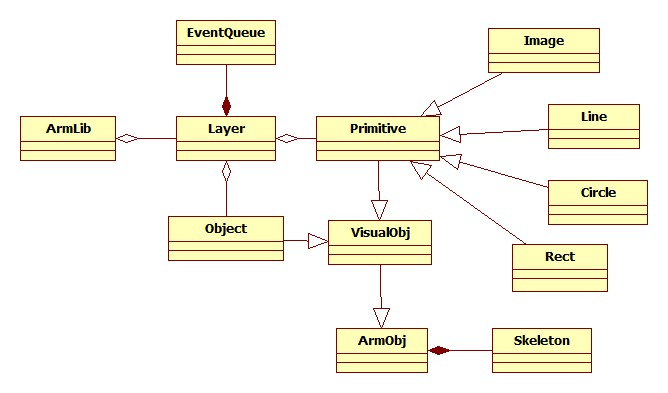 EventQueue
Image
ArmLib
Layer
Primitive
Line
Circle
Object
VisualObj
Rect
ArmObj
Skeleton